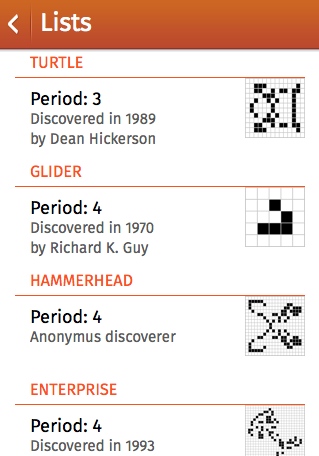 Lists
TURTLE
Period: 3
Discovered in 1989
by Dean Hickerson
GLIDER
Period: 4
Discovered in 1970
by Richard K. Guy
HAMMERHEAD
Period: 4
Anonymus discoverer
ENTERPRISE
Period: 4
Discovered in 1993